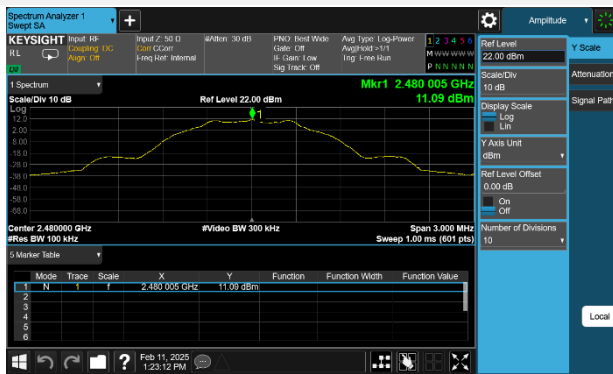 Spectrum Analyzer 1
Swept SA
+
Amplitude
KEYSIGHT
RL
Input: RF
Coupling: DC
Align: Off
Input Z: 50 Ω
Corr CCorr
Freq Ref: Internal
#Atten: 30 dB
PNO: Best Wide
Gate: Off
IF Gain: Low
Sig Track: Off
Avg Type: Log-Power
Avg|Hold:>1/1
Trig: Free Run
1 2 3 4 5 6
M W W W W W
P N N N N N
LW
1 Spectrum
Scale/Div 10 dB
Ref Level 22.00 dBm
Mkr1 2.480 005 GHz
11.09 dBm
Log
12.0
2.00
-8.00
-18.0
-28.0
-38.0
-48.0
-58.0
-68.0
1
Center 2.480000 GHz
#Res BW 100 kHz
#Video BW 300 kHz
Span 3.000 MHz
Sweep 1.00 ms (601 pts)
5 Marker Table
Mode Trace Scale X Y Function Function Width Function Value
1 N 1 f 2.480 005 GHz 11.09 dBm
2
3
4
5
6
Feb 11, 2025
1:23:12 PM
?
Ref Level
22.00 dBm
Scale/Div
10 dB
Display Scale
Log
Lin
Y Axis Unit
dBm
Ref Level Offset
0.00 dB
On
Off
Number of Divisions
10
Y Scale
Attenuation
Signal Path
Local